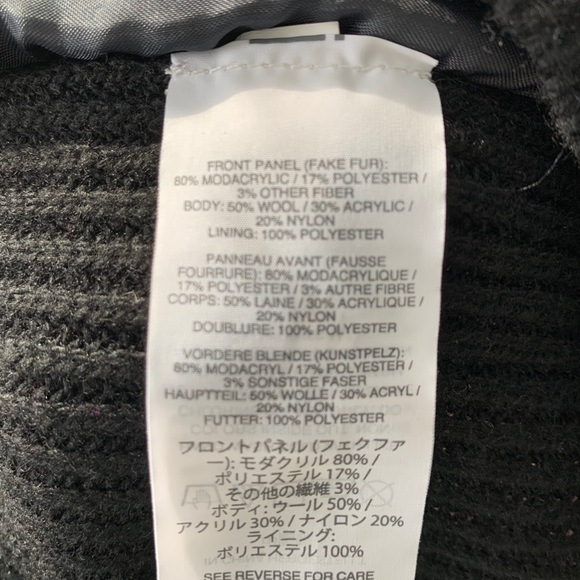 FRONT PANEL (FAKE FUR):
80% MODACRYLIC / 17% POLYESTER /
3% OTHER FIBER
BODY: 50% WOOL / 30% ACRYLIC /
20% NYLON
LINING: 100% POLYESTER
PANNEAU AVANT (FAUSSE
FOURRURE): 80% MODACRYLIQUE /
17% POLYESTER / 3% AUTRE FIBRE
CORPS: 50% LAINE / 30% ACRYLIQUE /
20% NYLON
DOUBLURE: 100% POLYESTER
VORDERE BLENDE (KUNSTPELZ):
80% MODACRYL / 17% POLYESTER /
3% SONSTIGE FASER
HAUPTTEIL: 50% WOLLE / 30% ACRYL /
20% NYLON
FUTTER: 100% POLYESTER
フロントパネル (フェクファ
ー): モダクリル 80% /
ポリエステル 17% /
その他の繊維 3%
ボディ: ウール 50% /
アクリル 30% / ナイロン 20%
ライニング:
ポリエステル 100%
SEE REVERSE FOR CARE